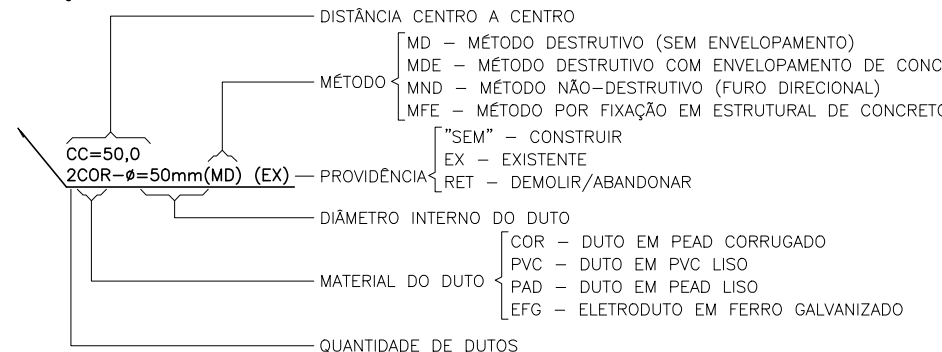 DISTÂNCIA CENTRO A CENTRO
MD – MÉTODO DESTRUTIVO (SEM ENVELOPAMENTO)
MDE – MÉTODO DESTRUTIVO COM ENVELOPAMENTO DE CONC
MÉTODO
MND – MÉTODO NÃO-DESTRUTIVO (FURO DIRECIONAL)
MFE – MÉTODO POR FIXAÇÃO EM ESTRUTURAL DE CONCRETO
"SEM" – CONSTRUIR
CC=50,0
EX – EXISTENTE
2COR-ø=50mm(MD) (EX)
PROVIDÊNCIA
RET – DEMOLIR/ABANDONAR
DIÂMETRO INTERNO DO DUTO
COR – DUTO EM PEAD CORRUGADO
PVC – DUTO EM PVC LISO
MATERIAL DO DUTO
PAD – DUTO EM PEAD LISO
EFG – ELETRODUTO EM FERRO GALVANIZADO
QUANTIDADE DE DUTOS